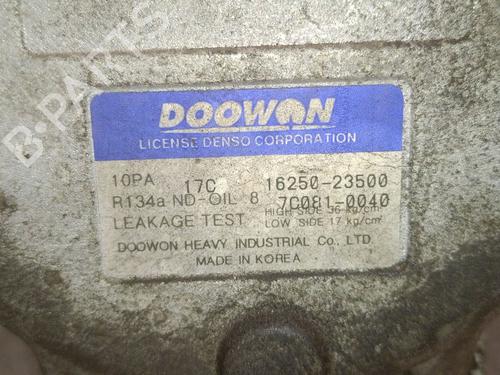 B-PARTS
DOOWON
LICENSE DENSO CORPORATION
10PA 17C 16250-23500
R134a ND-OIL 8 7C081-0040
LEAKAGE TEST HIGH SIDE 36 kg/cm²
LOW SIDE 17 kg/cm²
DOOWON HEAVY INDUSTRIAL Co., LTD.
MADE IN KOREA